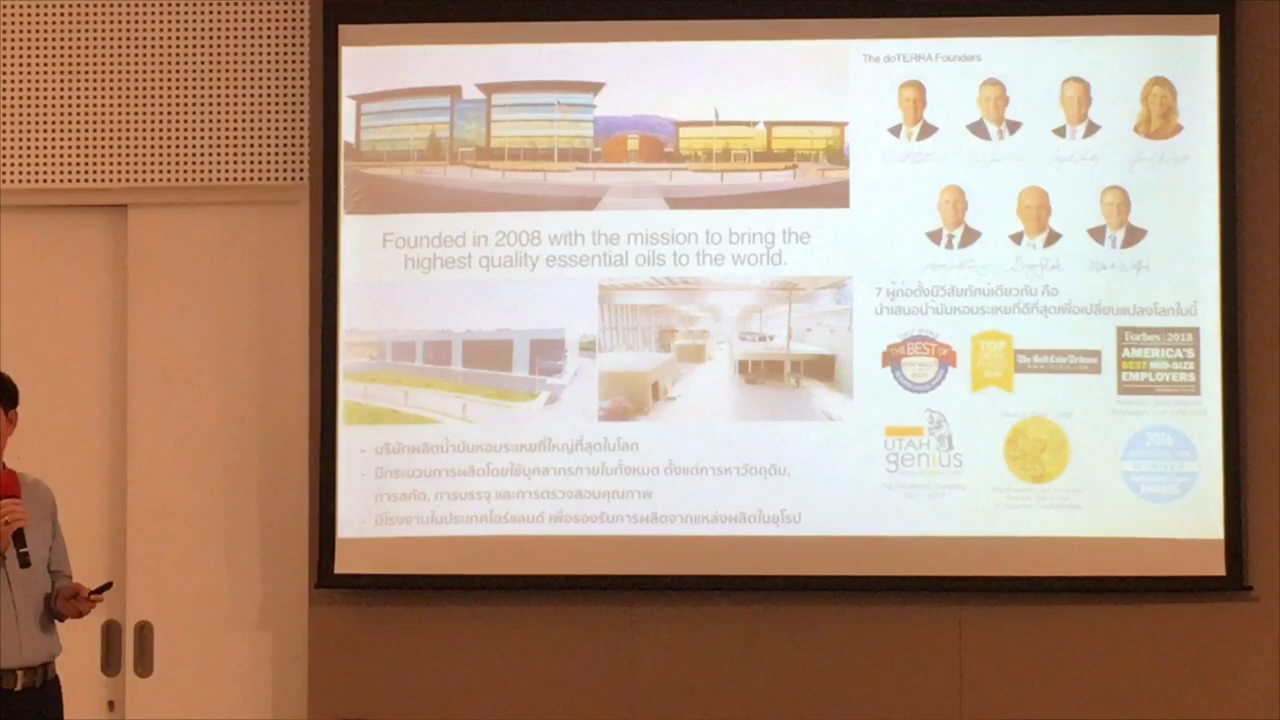 The doTERRA Founders
Founded in 2008 with the mission to bring the
highest quality essential oils to the world.
7 ผู้ก่อตั้งมีวิสัยทัศน์เดียวกัน คือ
นำเสนอน้ำมันหอมระเหยที่ดีที่สุดเพื่อเปลี่ยนแปลงโลกใบนี้
THE BEST OF
TOP
The Salt Lake Tribune
Forbes 2018
AMERICA'S
BEST MID-SIZE
EMPLOYERS
UTAH
genius
2016
- บริษัทผลิตน้ำมันหอมระเหยที่ใหญ่ที่สุดในโลก
- มีกระบวนการผลิตโดยใช้บุคลากรภายในทั้งหมด ตั้งแต่การหาวัตถุดิบ,
การสกัด, การบรรจุ และการตรวจสอบคุณภาพ
- มีโรงงานในประเทศไอร์แลนด์ เพื่อรองรับการผลิตจากแหล่งผลิตในยุโรป